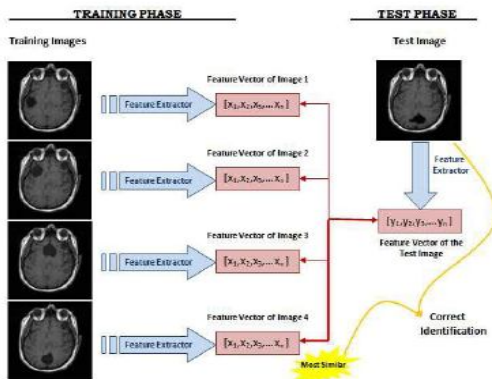 TRAINING PHASE
TEST PHASE
Training Images
Test Image
Feature Vector of Image 1
Feature Extractor
[x₁,x₂,x₃,...xₙ]
Feature Vector of Image 2
Feature Extractor
[x₁,x₂,x₃,...xₙ]
Feature Extractor
[y₁,y₂,y₃,...yₙ]
Feature Vector of the
Test Image
Feature Vector of Image 3
Feature Extractor
[x₁,x₂,x₃,...xₙ]
Feature Vector of Image 4
Feature Extractor
[x₁,x₂,x₃,...xₙ]
Most Similar
Correct
Identification